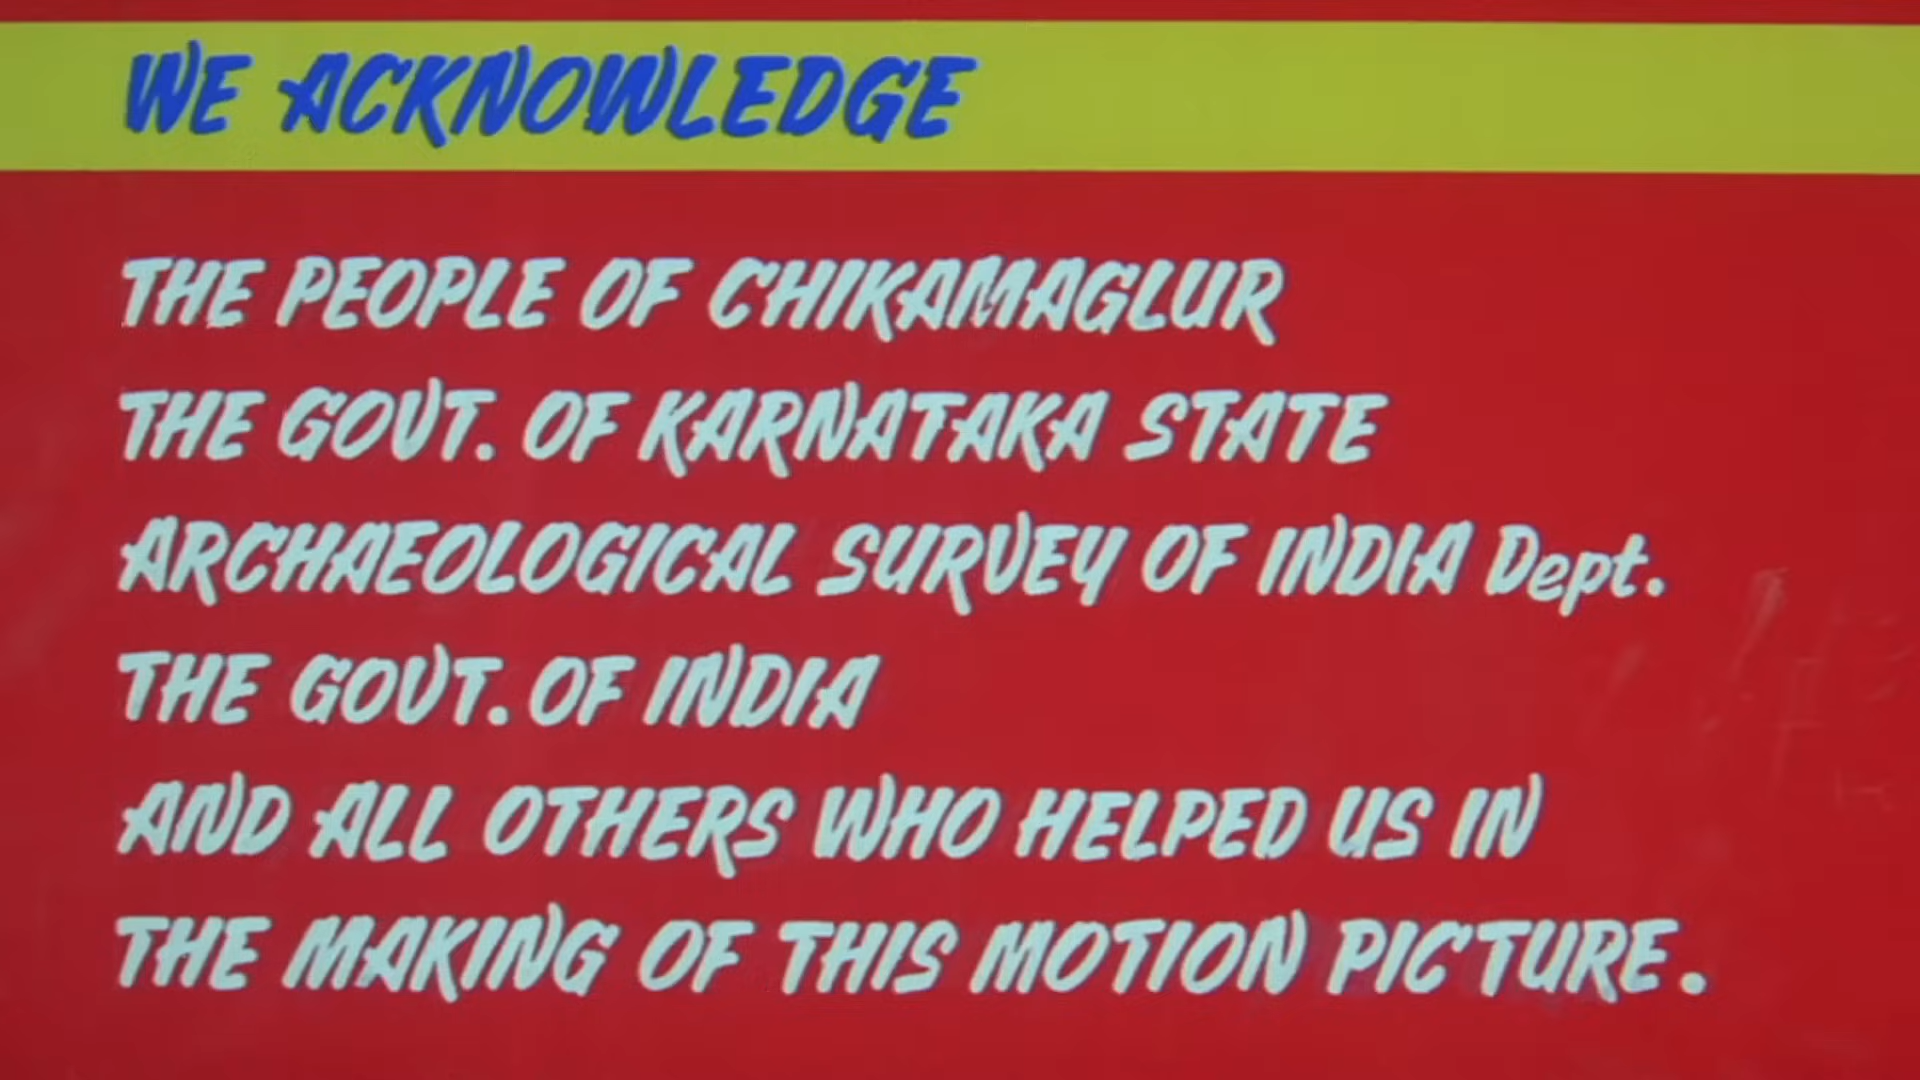 WE ACKNOWLEDGE
THE PEOPLE OF CHIKAMAGLUR
THE GOVT. OF KARNATAKA STATE
ARCHAEOLOGICAL SURVEY OF INDIA Dept.
THE GOVT. OF INDIA
AND ALL OTHERS WHO HELPED US IN
THE MAKING OF THIS MOTION PICTURE.